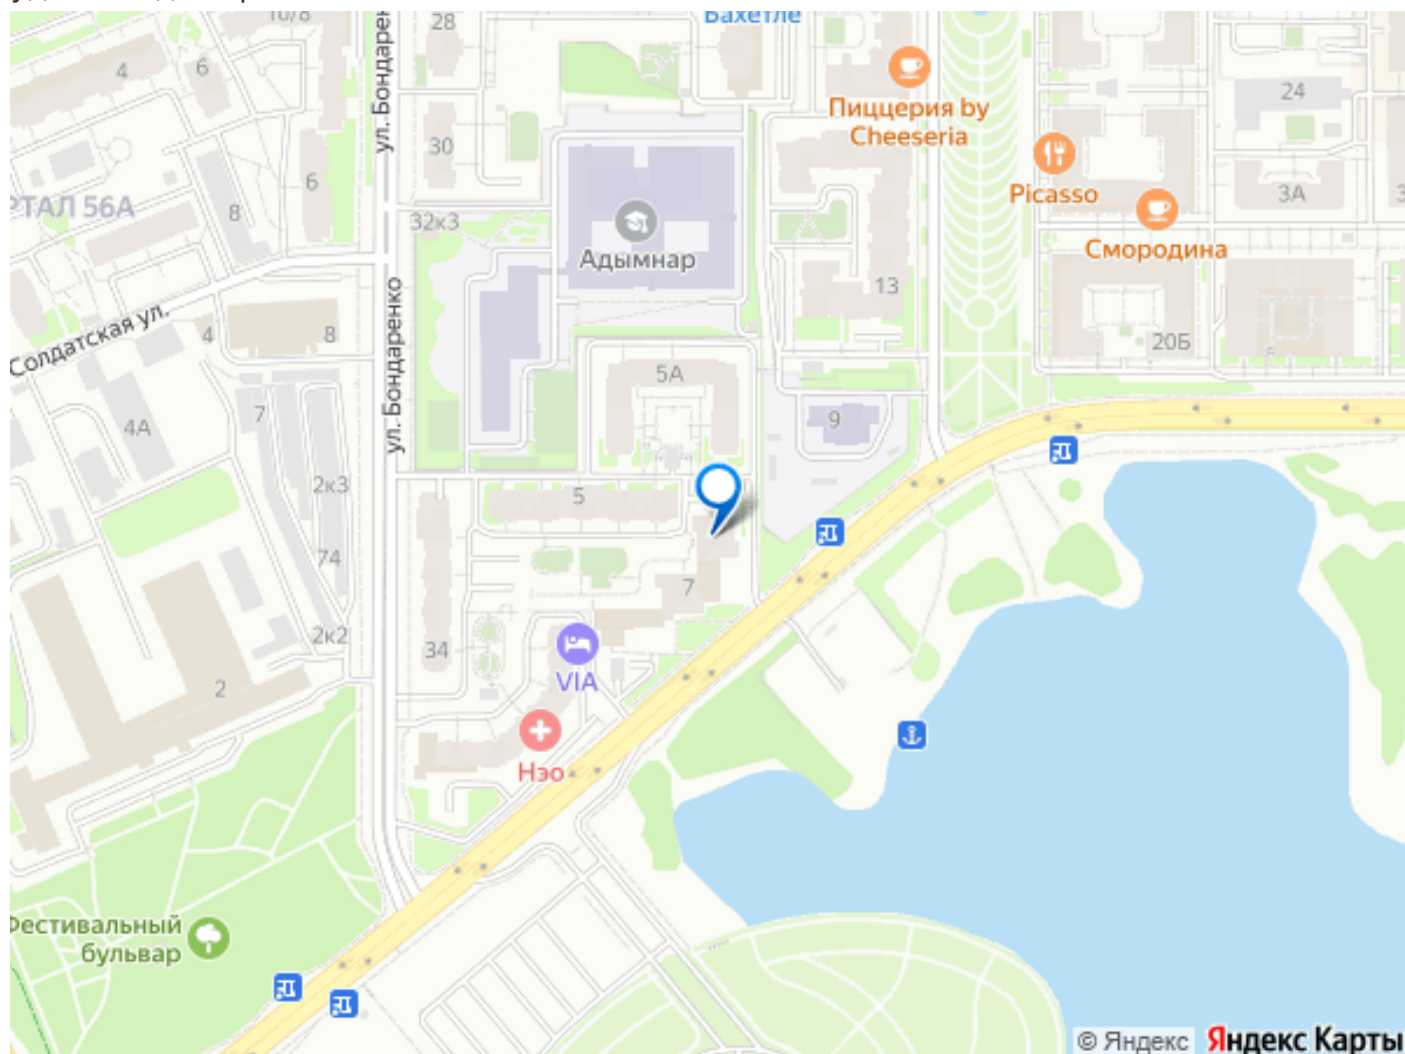 28
Бахетле
4
6
ул. Бондаренко
Пиццерия by
Cheeseria
24
30
6
Picasso
3А
РТАЛ 56А
8
32к3
Адымнар
Смородина
13
Солдатская ул.
4
8
20Б
ул. Бондаренко
5А
7
4А
9
2к3
5
74
7
2к2
34
2
VIA
Нэо
Фестивальный
бульвар
© Яндекс Яндекс Карты